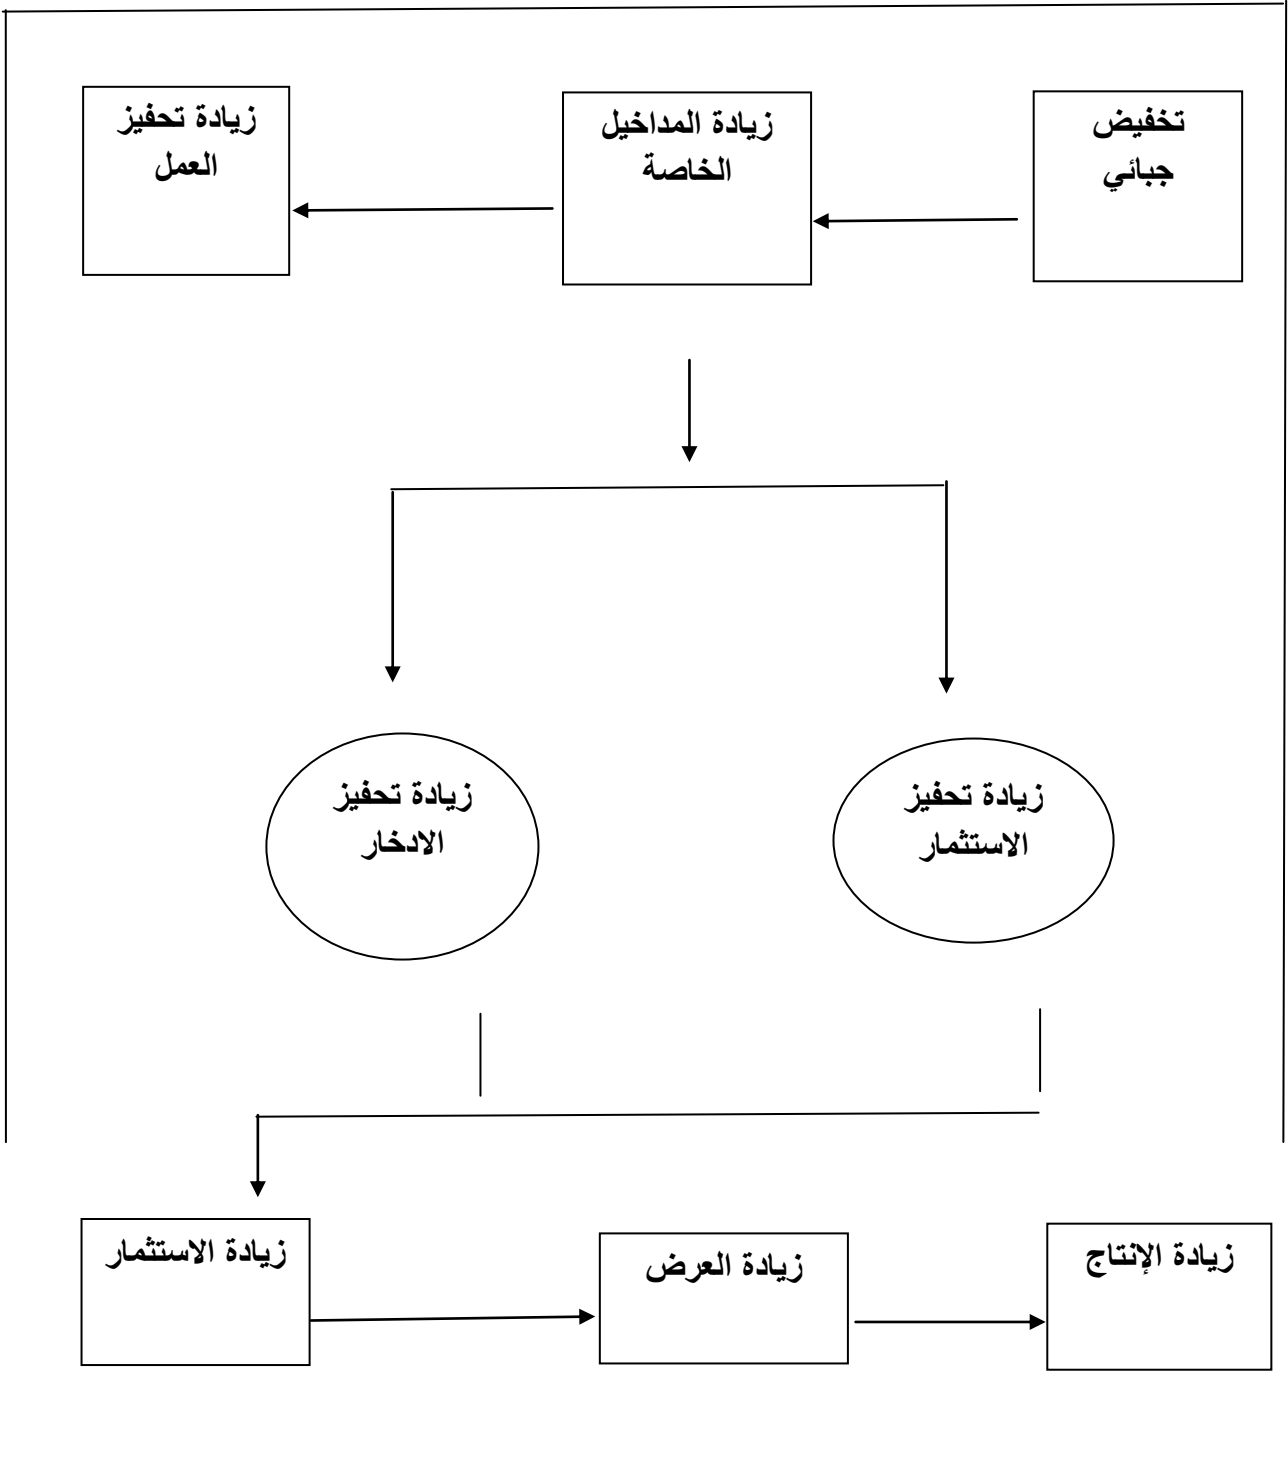 تخفيض
جبائي
زيادة المداخيل
الخاصة
زيادة تحفيز
العمل
زيادة تحفيز
الاستثمار
زيادة تحفيز
الادخار
زيادة الاستثمار
زيادة العرض
زيادة الإنتاج